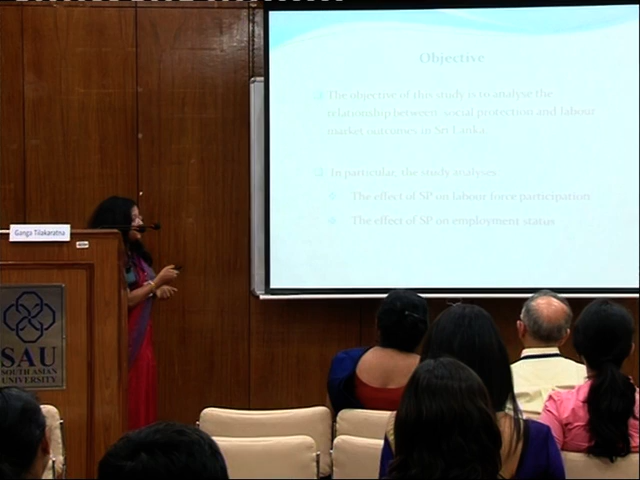 Objective
The objective of this study is to analyse the
relationship between social protection and labour
market outcomes in Sri Lanka
In particular, the study analyses
The effect of SP on labour force participation
The effect of SP on employment status
Ganga Tilakaratna
SAU
SOUTH ASIAN
UNIVERSITY